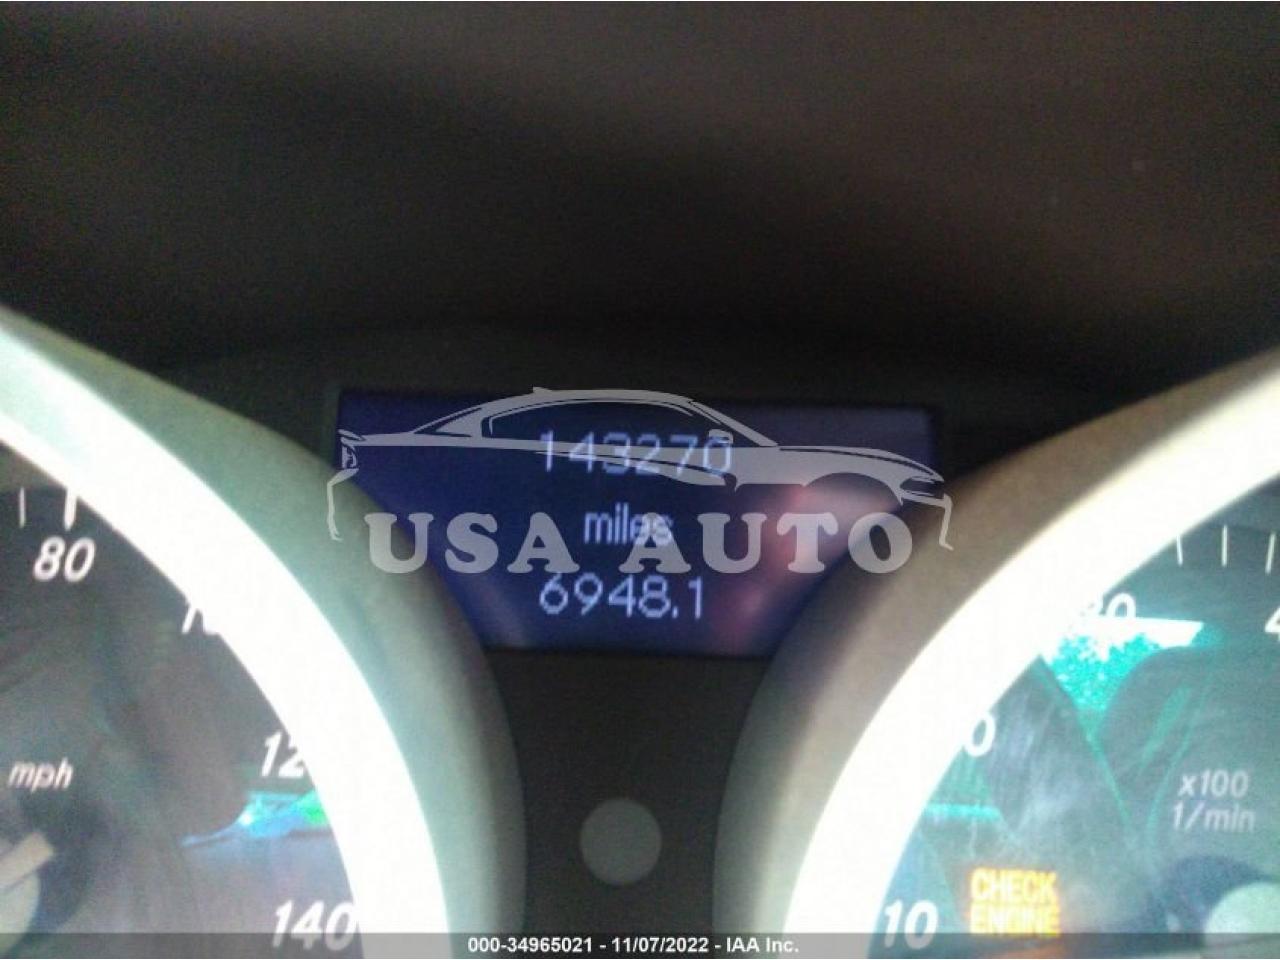 143270
miles
USA AUTO
6948.1
80
120
mph
140
x100
1/min
10
CHECK
ENGINE
000-34965021 - 11/07/2022 - IAA Inc.